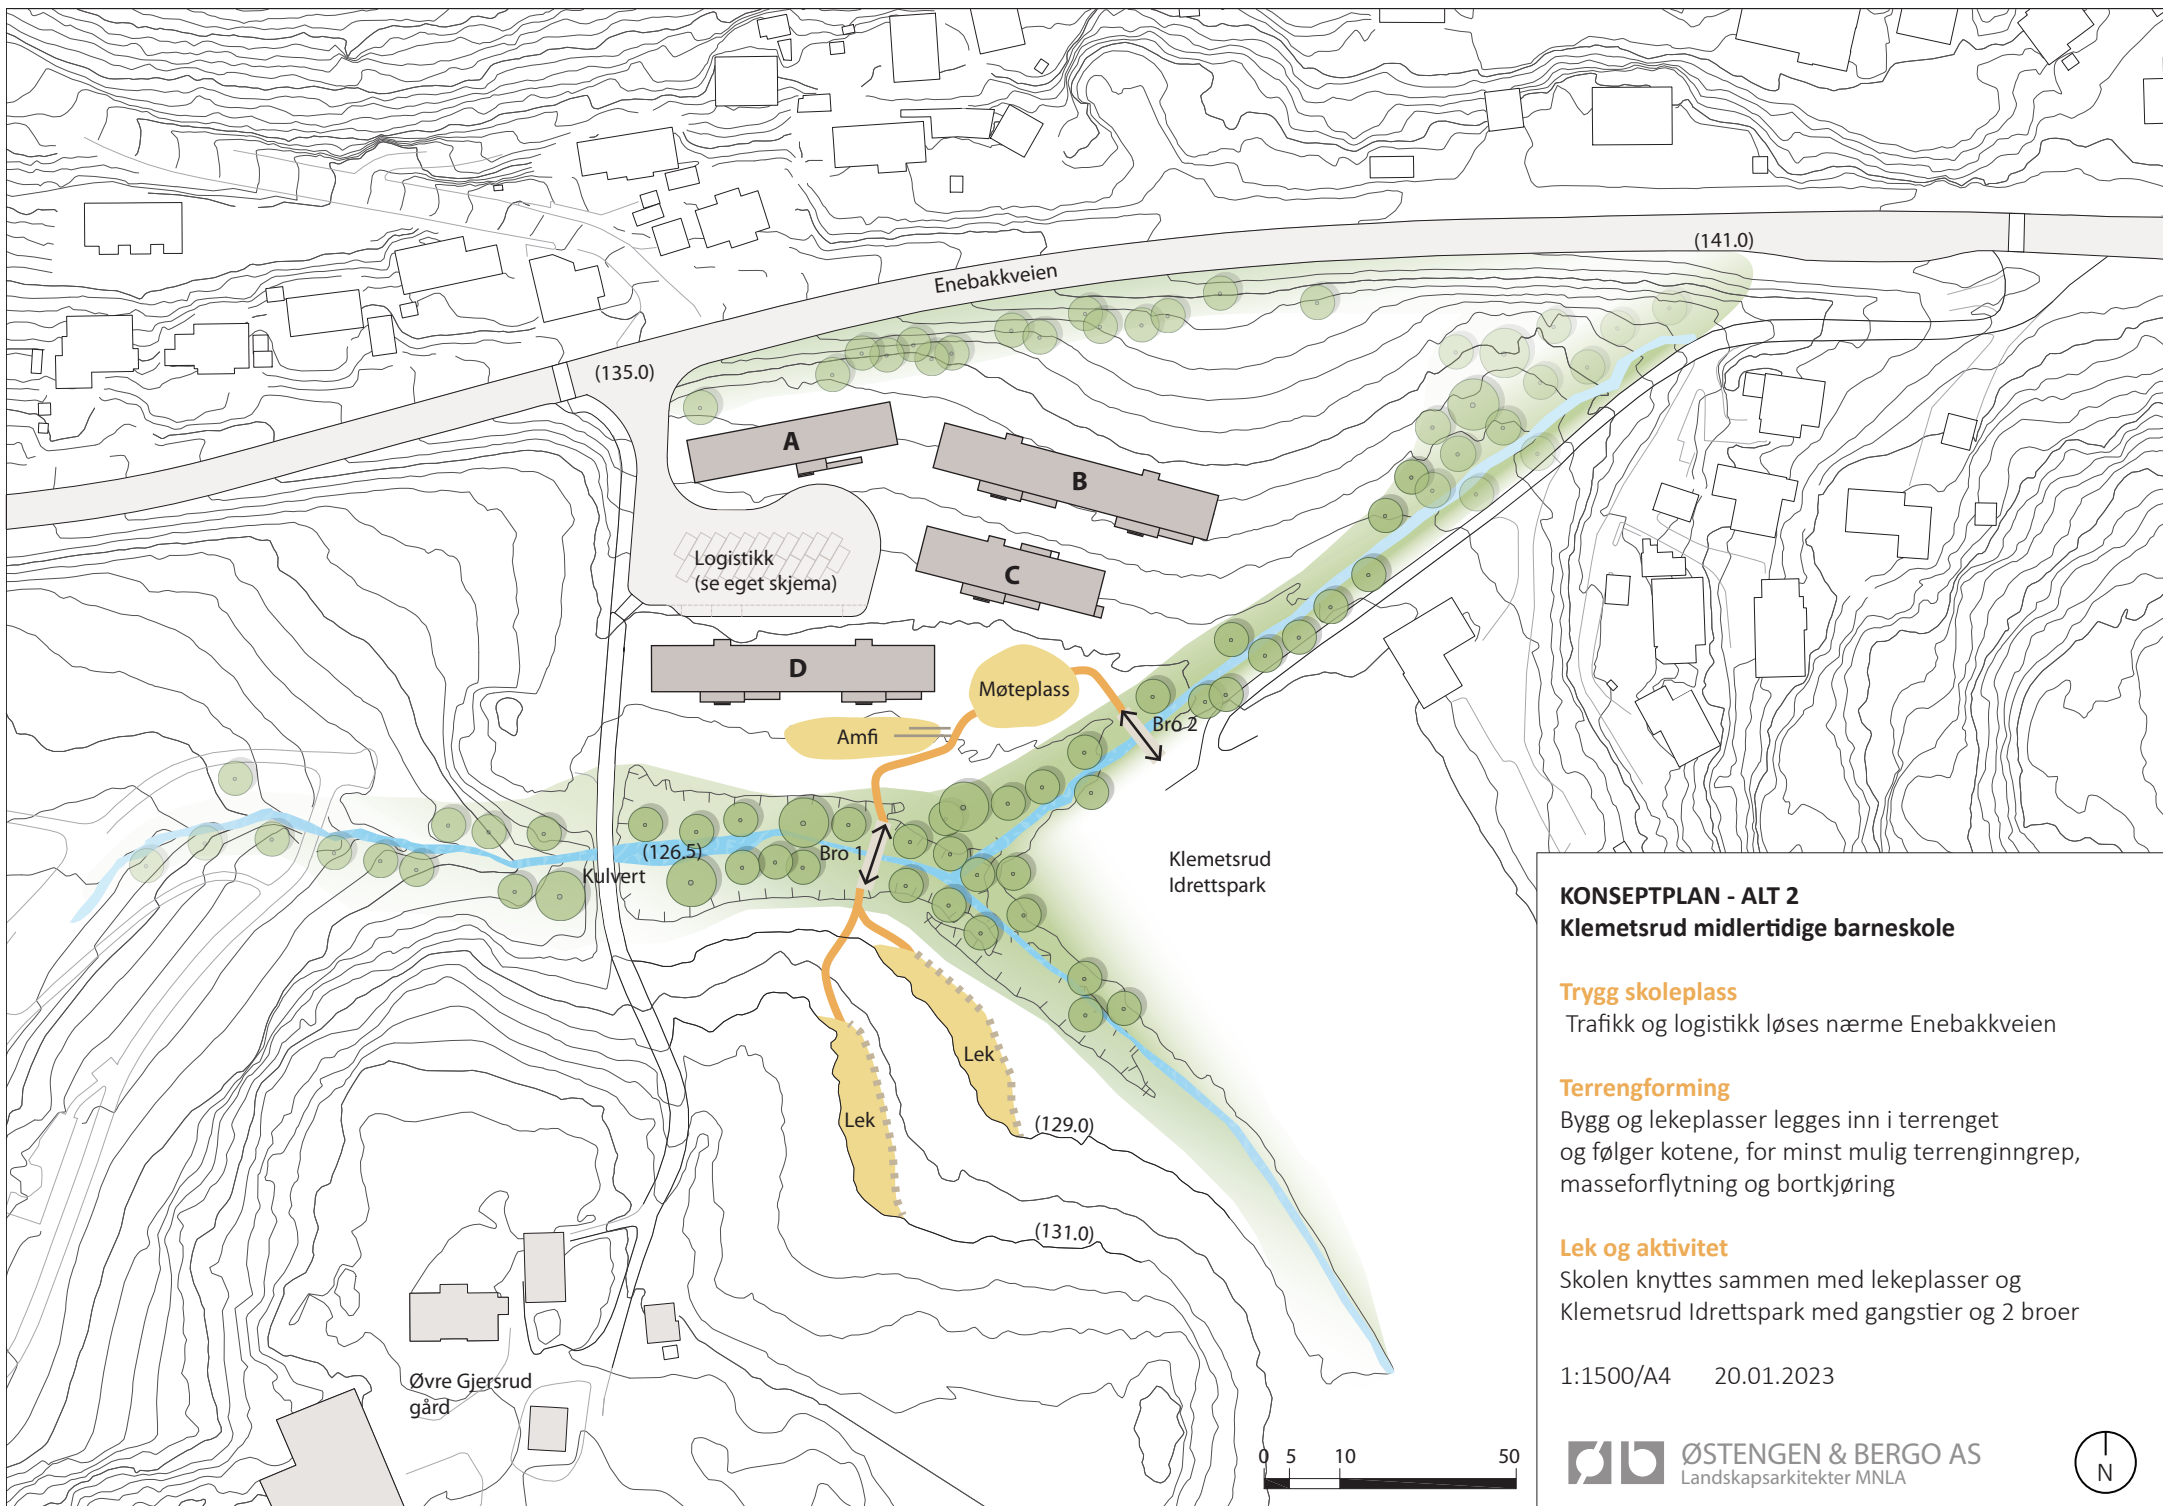 (141.0)
Enebakkveien
(135.0)
A
B
C
Logistikk
(se eget skjema)
D
Møteplass
Amfi
Bro 2
(126.5)
Bro 1
Kulvert
Klemetsrud
Idrettspark
Lek
Lek
(129.0)
(131.0)
Øvre Gjersrud
gård
0 5 10 50
KONSEPTPLAN - ALT 2
Klemetsrud midlertidige barneskole
Trygg skoleplass
Trafikk og logistikk løses nærme Enebakkveien
Terrengforming
Bygg og lekeplasser legges inn i terrenget
og følger kotene, for minst mulig terrenginngrep,
masseforflytning og bortkjøring
Lek og aktivitet
Skolen knyttes sammen med lekeplasser og
Klemetsrud Idrettspark med gangstier og 2 broer
1:1500/A4 20.01.2023
øb ØSTENGEN & BERGO AS
Landskapsarkitekter MNLA
N